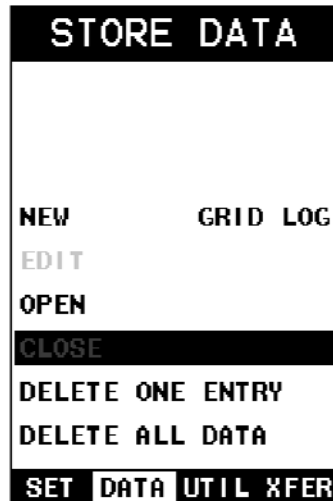 STORE DATA
NEW GRID LOG
EDIT
OPEN
CLOSE
DELETE ONE ENTRY
DELETE ALL DATA
SET DATA UTIL XFER